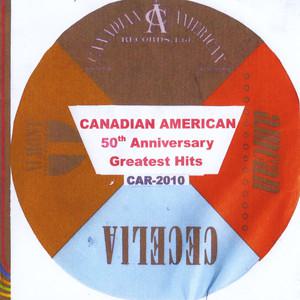 CANADIAN AMERICAN
RECORDS, LTD.
CANADIAN AMERICAN
50th Anniversary
Greatest Hits
CAR-2010
CECELIA